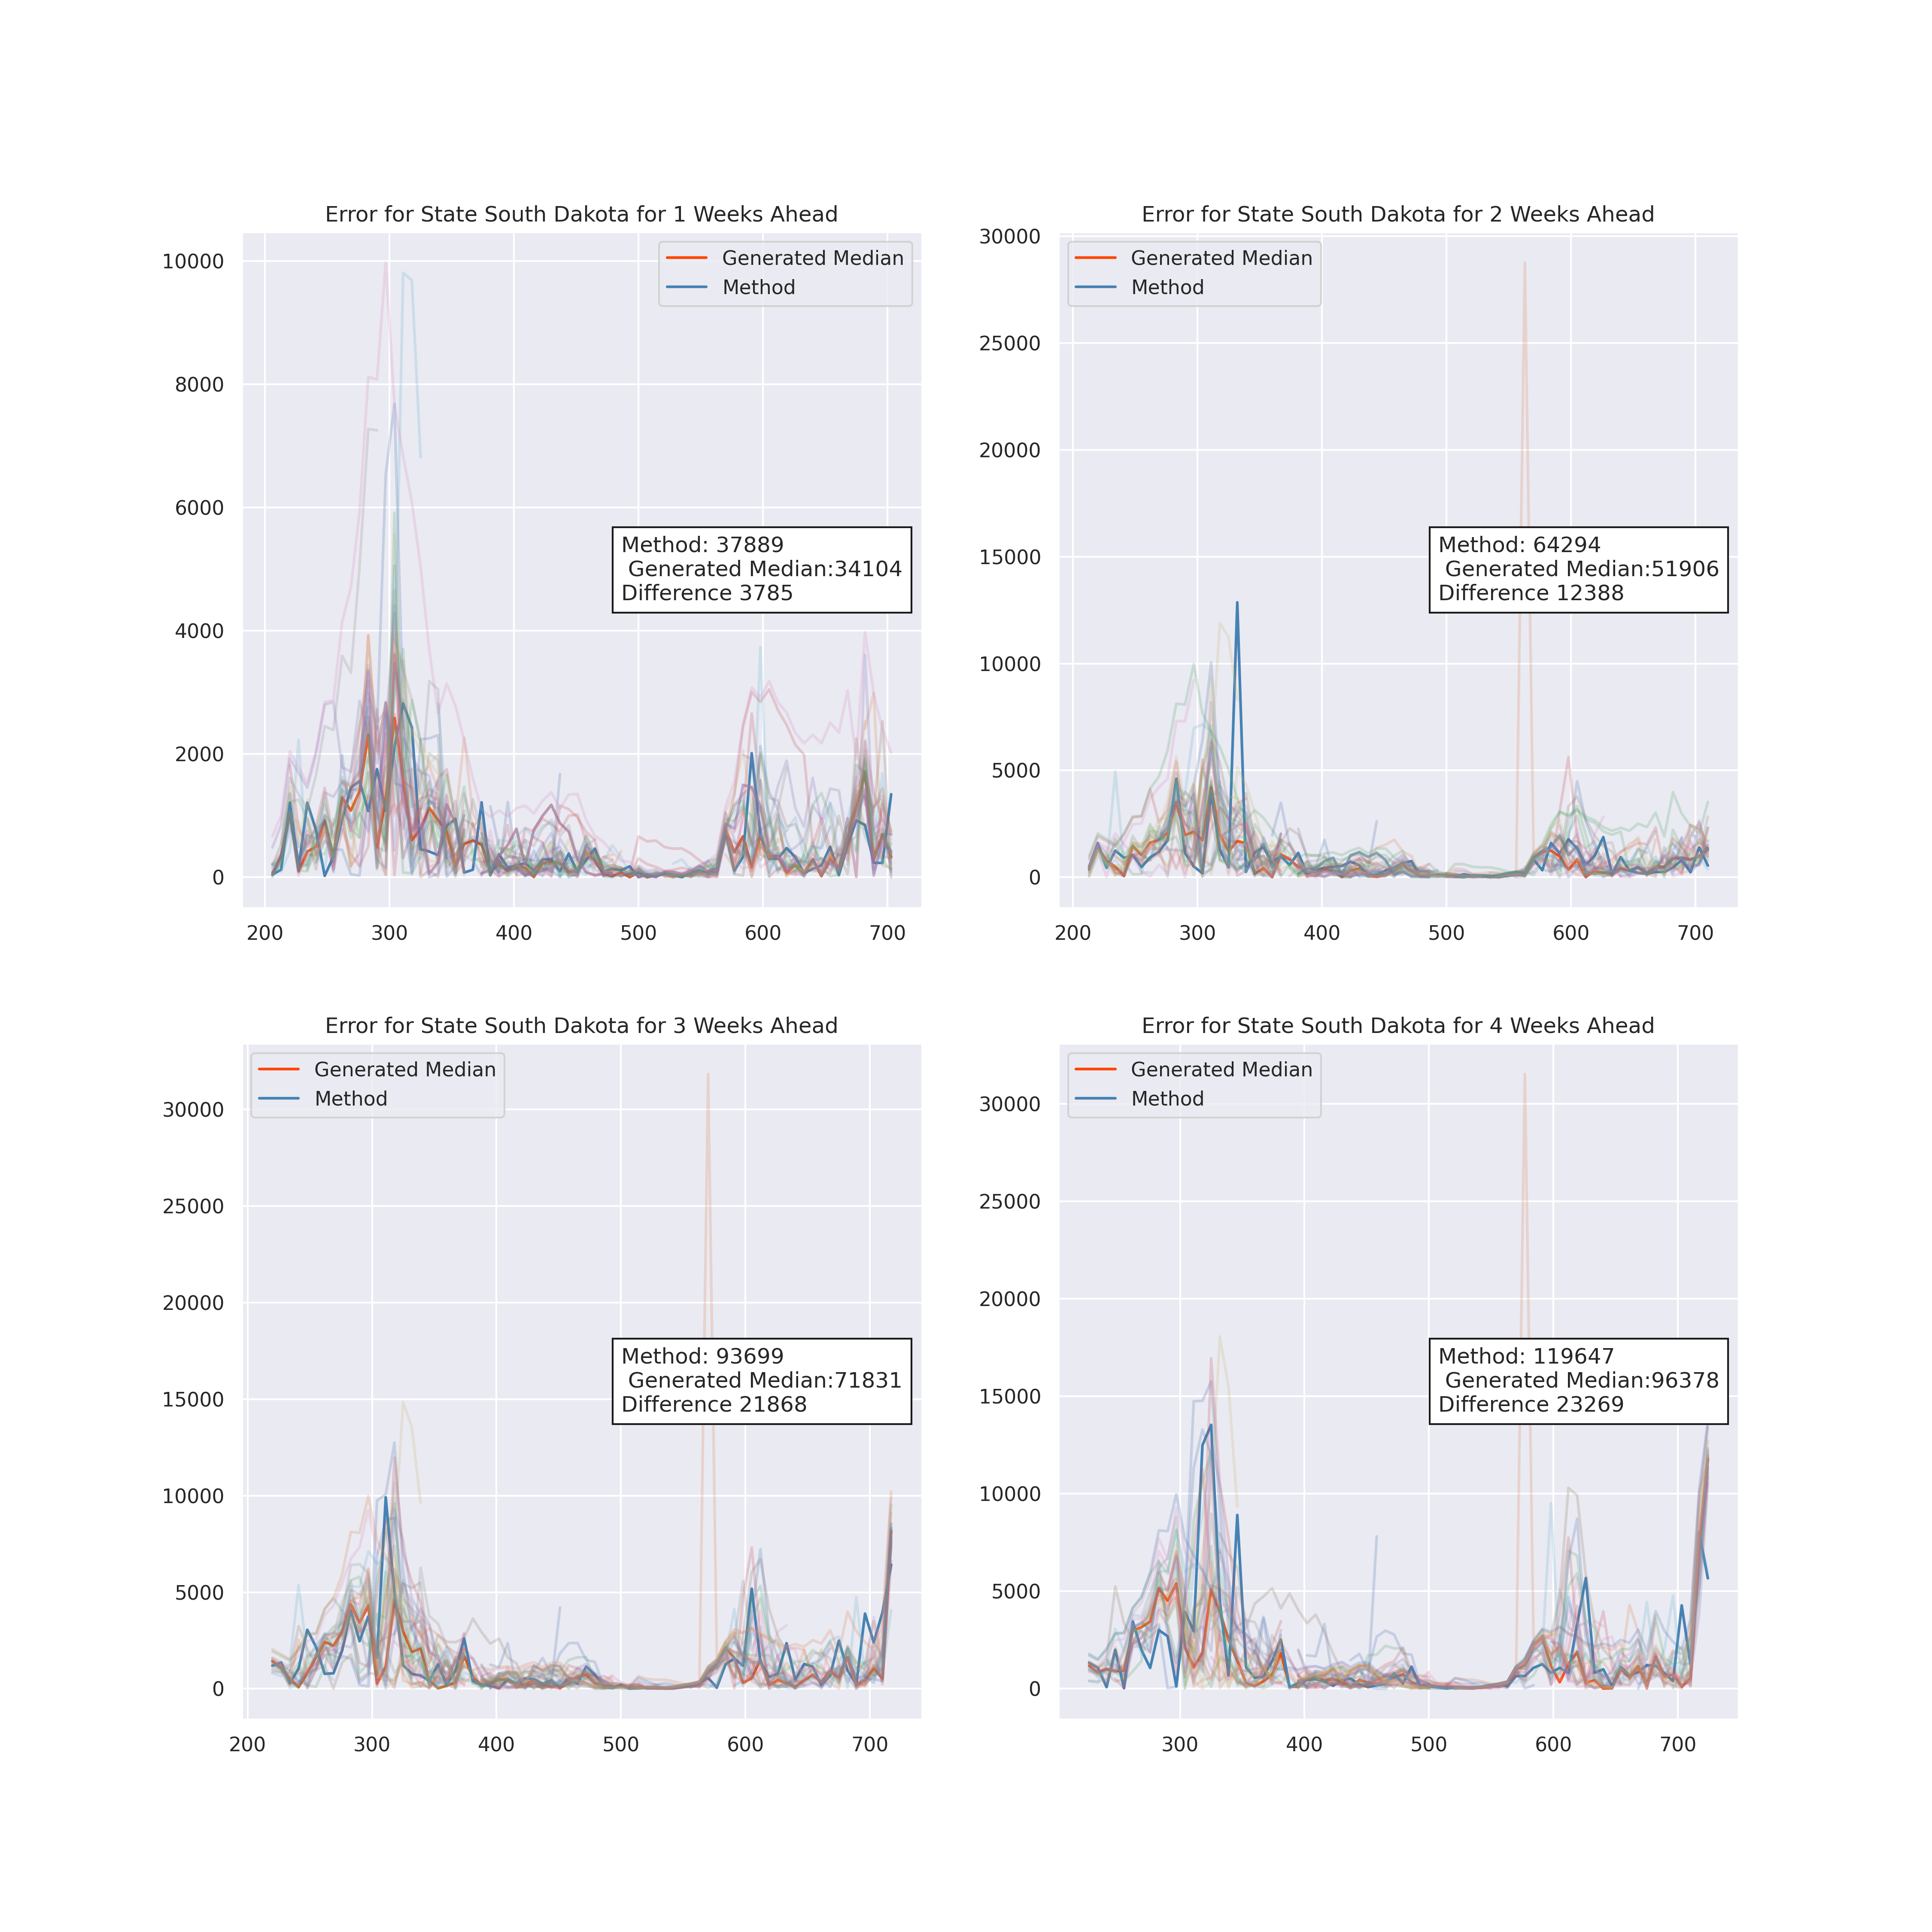 Error for State South Dakota for 1 Weeks Ahead
10000
8000
6000
4000
2000
0
200 300 400 500 600 700
Generated Median
Method
Method: 37889
Generated Median:34104
Difference 3785
Error for State South Dakota for 2 Weeks Ahead
30000
25000
20000
15000
10000
5000
0
200 300 400 500 600 700
Generated Median
Method
Method: 64294
Generated Median:51906
Difference 12388
Error for State South Dakota for 3 Weeks Ahead
30000
25000
20000
15000
10000
5000
0
200 300 400 500 600 700
Generated Median
Method
Method: 93699
Generated Median:71831
Difference 21868
Error for State South Dakota for 4 Weeks Ahead
30000
25000
20000
15000
10000
5000
0
300 400 500 600 700
Generated Median
Method
Method: 119647
Generated Median:96378
Difference 23269